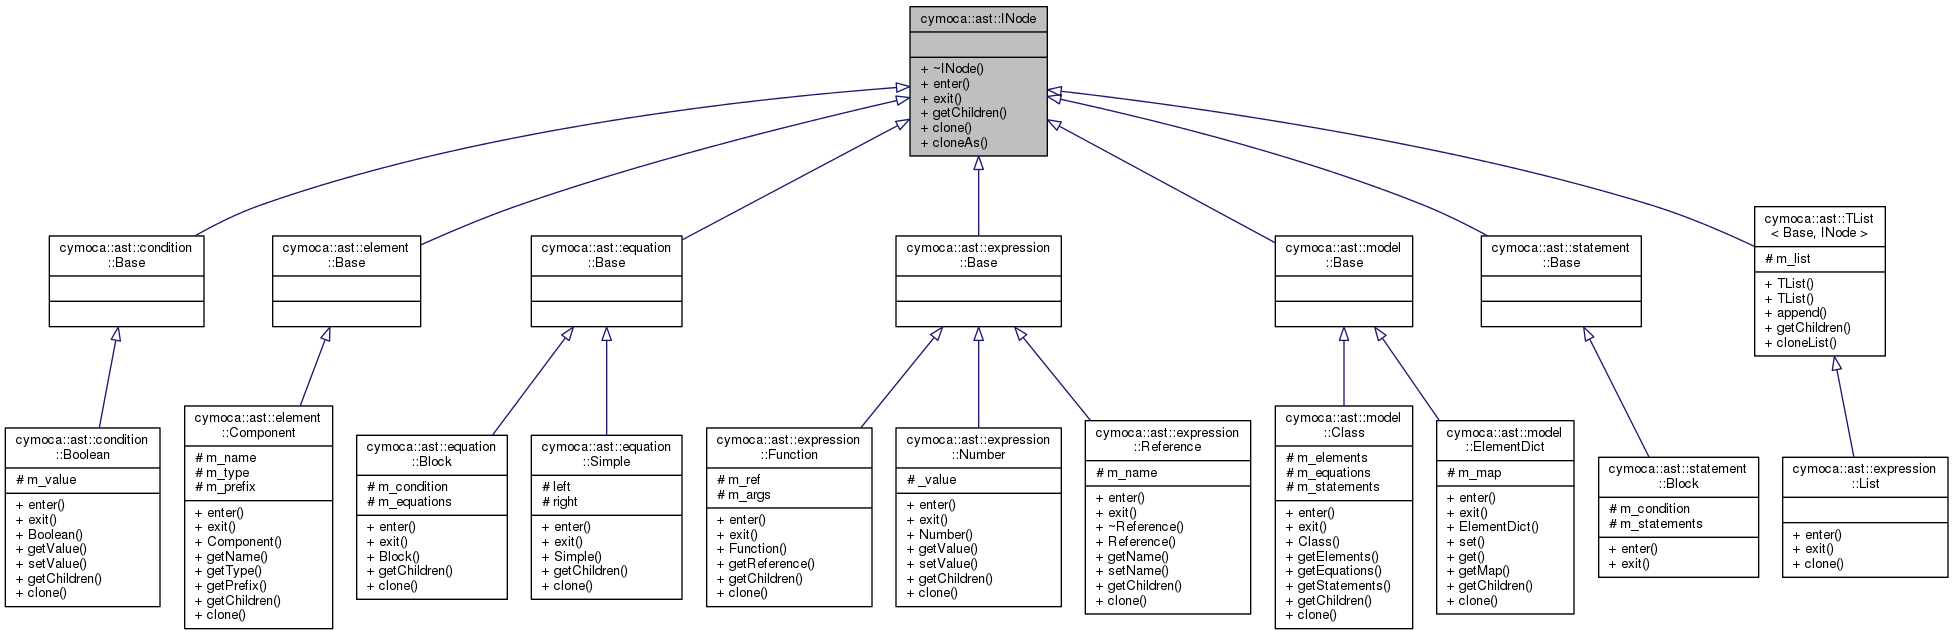 cymoca::ast::INode
+ ~INode()
+ enter()
+ exit()
+ getChildren()
+ clone()
+ cloneAs()
cymoca::ast::condition
::Base
cymoca::ast::element
::Base
cymoca::ast::equation
::Base
cymoca::ast::expression
::Base
cymoca::ast::model
::Base
cymoca::ast::statement
::Base
cymoca::ast::TList
< Base, INode >
# m_list
+ TList()
+ TList()
+ append()
+ getChildren()
+ cloneList()
cymoca::ast::condition
::Boolean
# m_value
+ enter()
+ exit()
+ Boolean()
+ getValue()
+ setValue()
+ getChildren()
+ clone()
cymoca::ast::element
::Component
# m_name
# m_type
# m_prefix
+ enter()
+ exit()
+ Component()
+ getName()
+ getType()
+ getPrefix()
+ getChildren()
+ clone()
cymoca::ast::equation
::Block
# m_condition
# m_equations
+ enter()
+ exit()
+ Block()
+ getChildren()
+ clone()
cymoca::ast::equation
::Simple
# left
# right
+ enter()
+ exit()
+ Simple()
+ getChildren()
+ clone()
cymoca::ast::expression
::Function
# m_ref
# m_args
+ enter()
+ exit()
+ Function()
+ getReference()
+ getChildren()
+ clone()
cymoca::ast::expression
::Number
# _value
+ enter()
+ exit()
+ Number()
+ getValue()
+ setValue()
+ getChildren()
+ clone()
cymoca::ast::expression
::Reference
# m_name
+ enter()
+ exit()
+ ~Reference()
+ Reference()
+ getName()
+ setName()
+ getChildren()
+ clone()
cymoca::ast::model
::Class
# m_elements
# m_equations
# m_statements
+ enter()
+ exit()
+ Class()
+ getElements()
+ getEquations()
+ getStatements()
+ getChildren()
+ clone()
cymoca::ast::model
::ElementDict
# m_map
+ enter()
+ exit()
+ ElementDict()
+ set()
+ get()
+ getMap()
+ getChildren()
+ clone()
cymoca::ast::statement
::Block
# m_condition
# m_statements
+ enter()
+ exit()
cymoca::ast::expression
::List
+ enter()
+ exit()
+ clone()